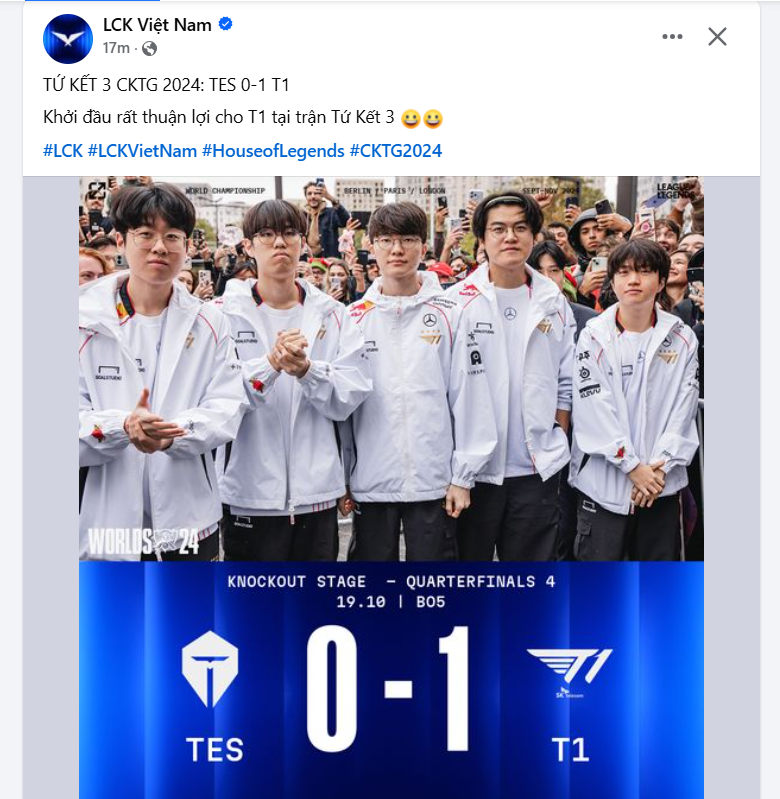 LCK Việt Nam
17m ·
TỨ KẾT 3 CKTG 2024: TES 0-1 T1
Khởi đầu rất thuận lợi cho T1 tại trận Tứ Kết 3 😀😀
#LCK #LCKVietNam #HouseofLegends #CKTG2024
WORLD CHAMPIONSHIP
BERLIN / PARIS / LONDON
SEPT-NOV 2024
LEAGUE OF LEGENDS
WORLDS 24
KNOCKOUT STAGE - QUARTERFINALS 4
19.10 | BO5
0 - 1
T1
SK telecom
TES
T1